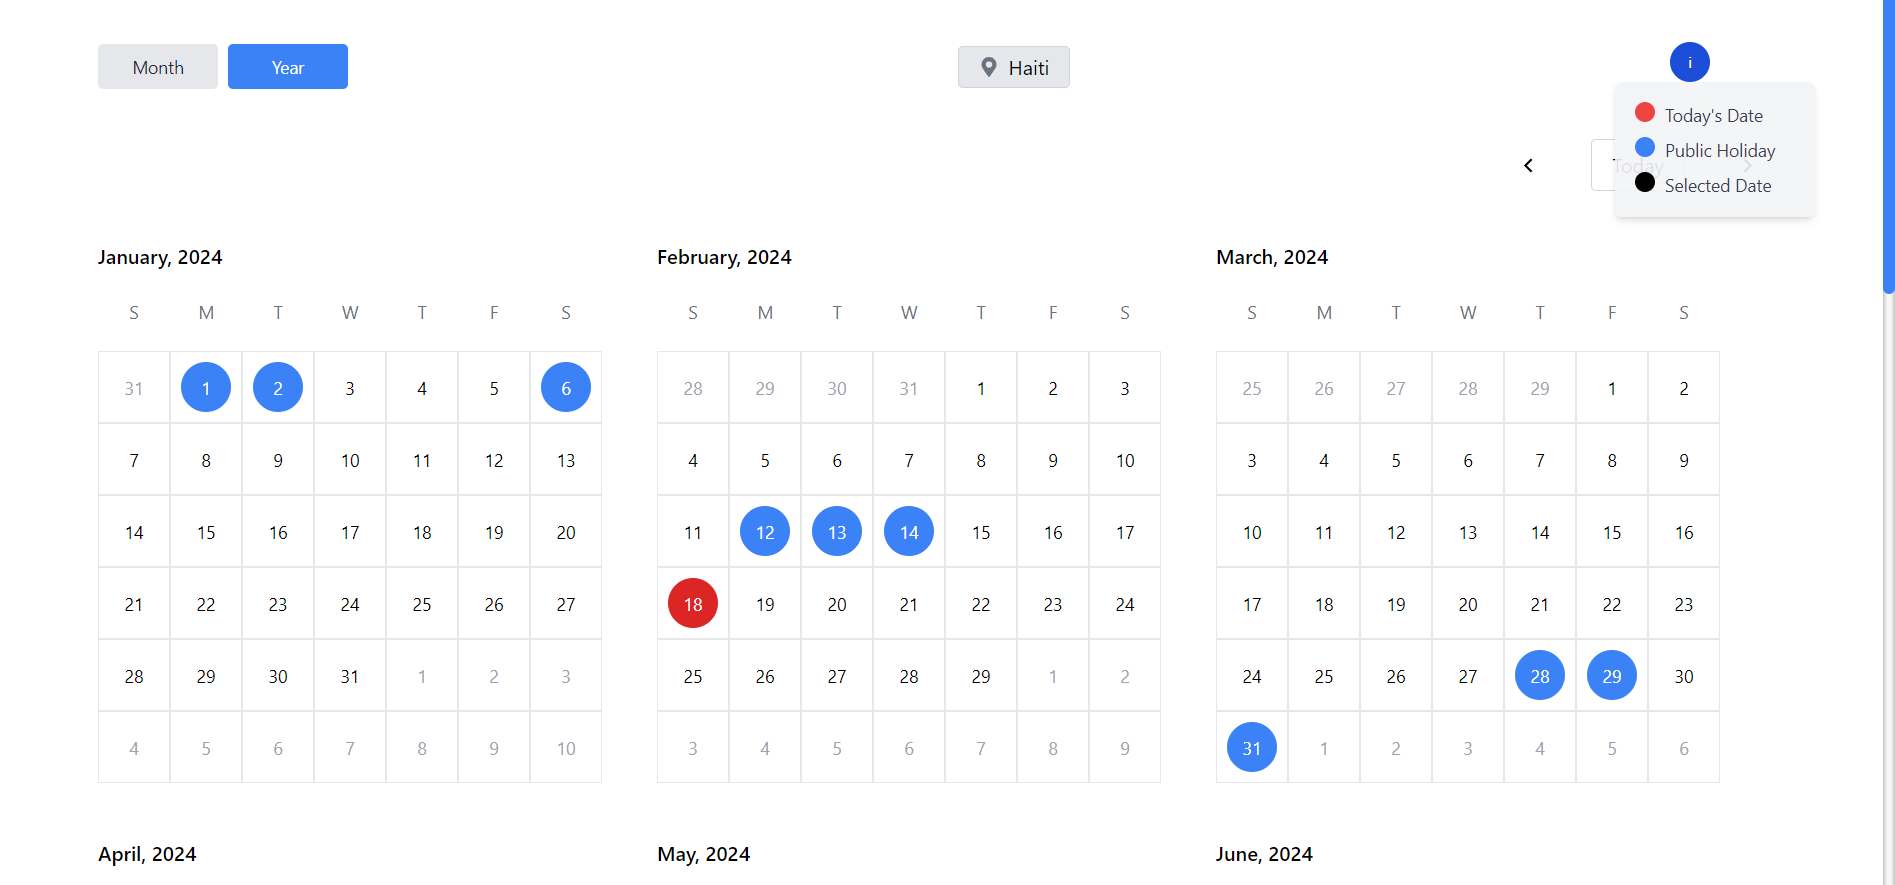 Month Year Haiti i
Today's Date
Public Holiday
Today
Selected Date
January, 2024 February, 2024 March, 2024
S M T W T F S S M T W T F S S M T W T F S
31 1 2 3 4 5 6 28 29 30 31 1 2 3 25 26 27 28 29 1 2
7 8 9 10 11 12 13 4 5 6 7 8 9 10 3 4 5 6 7 8 9
14 15 16 17 18 19 20 11 12 13 14 15 16 17 10 11 12 13 14 15 16
21 22 23 24 25 26 27 18 19 20 21 22 23 24 17 18 19 20 21 22 23
28 29 30 31 1 2 3 25 26 27 28 29 1 2 24 25 26 27 28 29 30
4 5 6 7 8 9 10 3 4 5 6 7 8 9 31 1 2 3 4 5 6
April, 2024 May, 2024 June, 2024